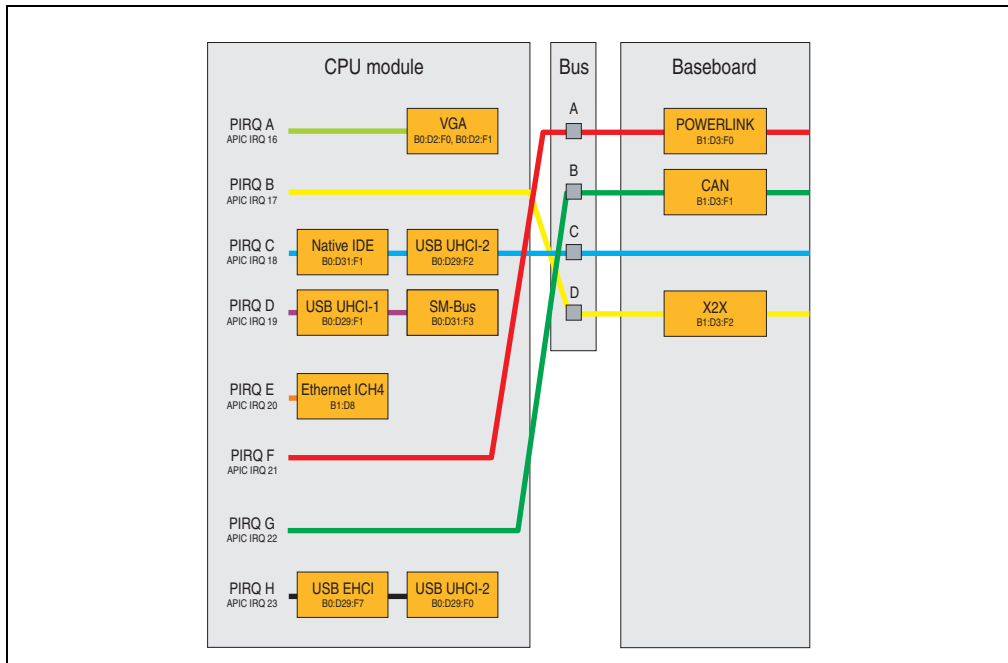 CPU module
Bus
Baseboard
PIRQ A
APIC IRQ 16
VGA
B0:D2:F0, B0:D2:F1
A
POWERLINK
B1:D3:F0
PIRQ B
APIC IRQ 17
B
CAN
B1:D3:F1
PIRQ C
APIC IRQ 18
Native IDE
B0:D31:F1
USB UHCI-2
B0:D29:F2
C
PIRQ D
APIC IRQ 19
USB UHCI-1
B0:D29:F1
SM-Bus
B0:D31:F3
D
X2X
B1:D3:F2
PIRQ E
APIC IRQ 20
Ethernet ICH4
B1:D8
PIRQ F
APIC IRQ 21
PIRQ G
APIC IRQ 22
PIRQ H
APIC IRQ 23
USB EHCI
B0:D29:F7
USB UHCI-2
B0:D29:F0